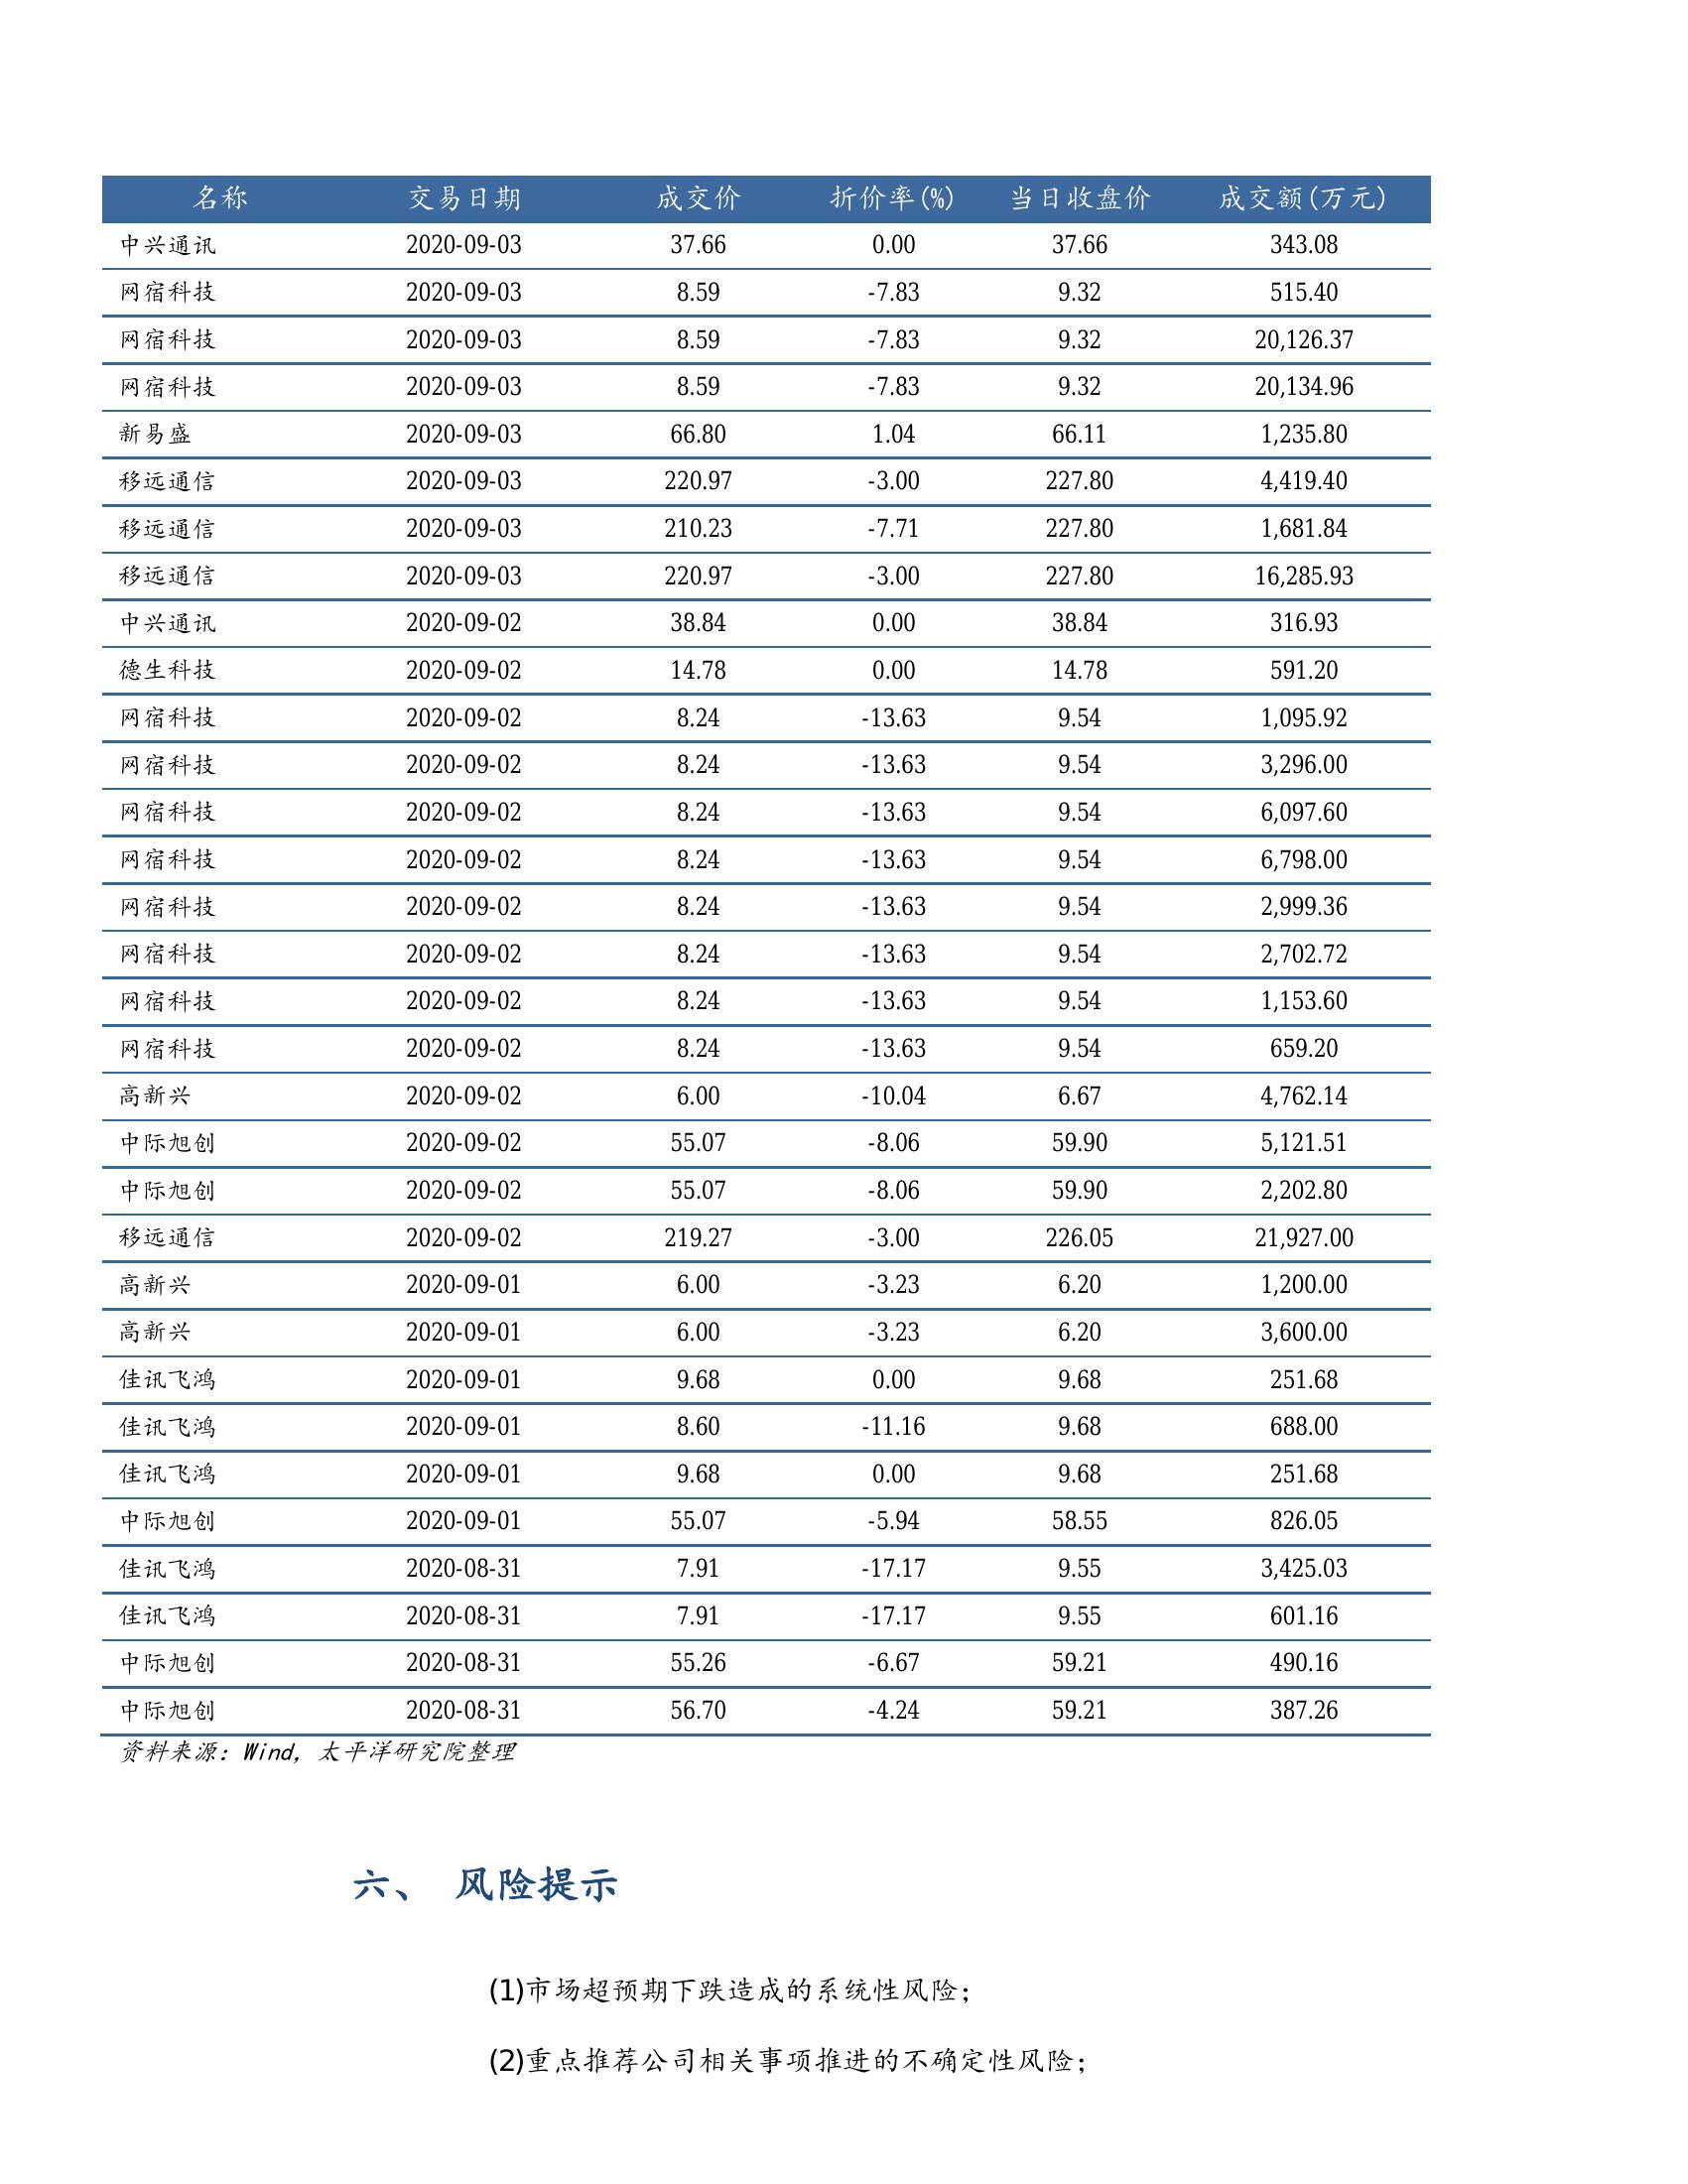 名称 交易日期 成交价 折价率(%) 当日收盘价 成交额(万元)
中兴通讯 2020-09-03 37.66 0.00 37.66 343.08
网宿科技 2020-09-03 8.59 -7.83 9.32 515.40
网宿科技 2020-09-03 8.59 -7.83 9.32 20,126.37
网宿科技 2020-09-03 8.59 -7.83 9.32 20,134.96
新易盛 2020-09-03 66.80 1.04 66.11 1,235.80
移远通信 2020-09-03 220.97 -3.00 227.80 4,419.40
移远通信 2020-09-03 210.23 -7.71 227.80 1,681.84
移远通信 2020-09-03 220.97 -3.00 227.80 16,285.93
中兴通讯 2020-09-02 38.84 0.00 38.84 316.93
德生科技 2020-09-02 14.78 0.00 14.78 591.20
网宿科技 2020-09-02 8.24 -13.63 9.54 1,095.92
网宿科技 2020-09-02 8.24 -13.63 9.54 3,296.00
网宿科技 2020-09-02 8.24 -13.63 9.54 6,097.60
网宿科技 2020-09-02 8.24 -13.63 9.54 6,798.00
网宿科技 2020-09-02 8.24 -13.63 9.54 2,999.36
网宿科技 2020-09-02 8.24 -13.63 9.54 2,702.72
网宿科技 2020-09-02 8.24 -13.63 9.54 1,153.60
网宿科技 2020-09-02 8.24 -13.63 9.54 659.20
高新兴 2020-09-02 6.00 -10.04 6.67 4,762.14
中际旭创 2020-09-02 55.07 -8.06 59.90 5,121.51
中际旭创 2020-09-02 55.07 -8.06 59.90 2,202.80
移远通信 2020-09-02 219.27 -3.00 226.05 21,927.00
高新兴 2020-09-01 6.00 -3.23 6.20 1,200.00
高新兴 2020-09-01 6.00 -3.23 6.20 3,600.00
佳讯飞鸿 2020-09-01 9.68 0.00 9.68 251.68
佳讯飞鸿 2020-09-01 8.60 -11.16 9.68 688.00
佳讯飞鸿 2020-09-01 9.68 0.00 9.68 251.68
中际旭创 2020-09-01 55.07 -5.94 58.55 826.05
佳讯飞鸿 2020-08-31 7.91 -17.17 9.55 3,425.03
佳讯飞鸿 2020-08-31 7.91 -17.17 9.55 601.16
中际旭创 2020-08-31 55.26 -6.67 59.21 490.16
中际旭创 2020-08-31 56.70 -4.24 59.21 387.26
资料来源：Wind，太平洋研究院整理
六、 风险提示
(1)市场超预期下跌造成的系统性风险；
(2)重点推荐公司相关事项推进的不确定性风险；